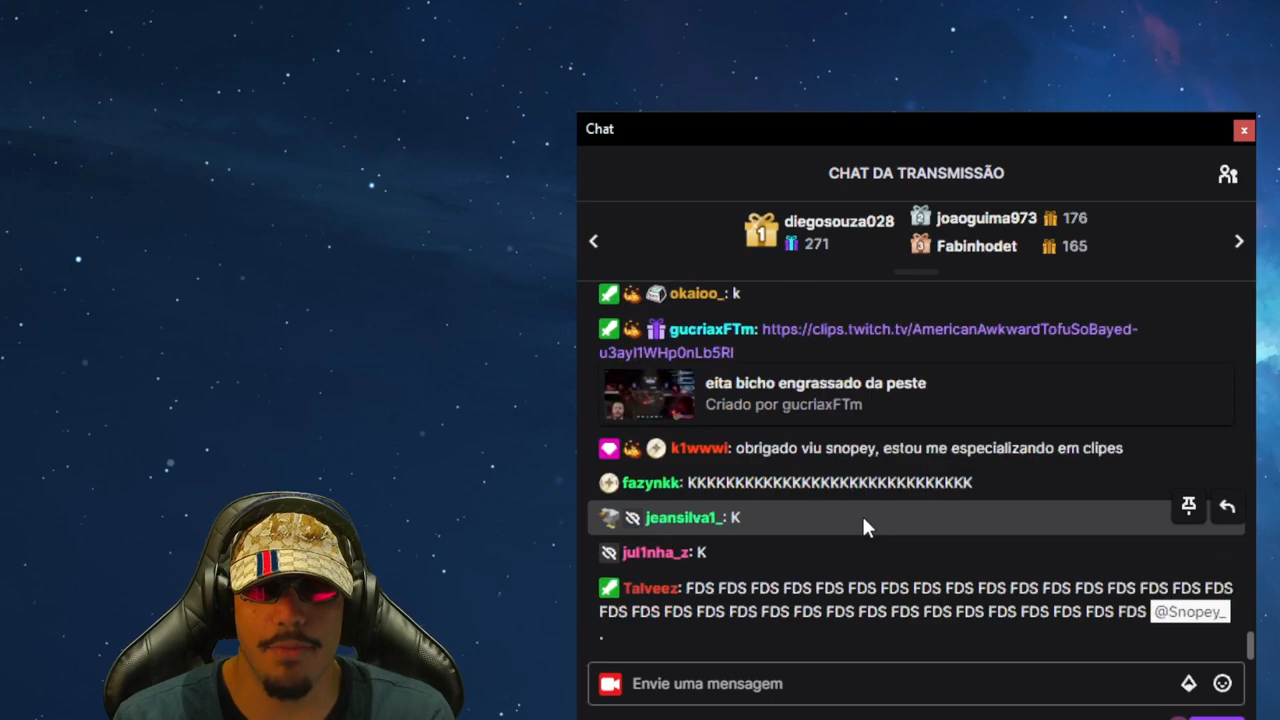 Chat
x
CHAT DA TRANSMISSÃO
1 diegosouza028
271
2 joaoguima973 176
3 Fabinhodet 165
okaioo_: k
gucriaxFTm: https://clips.twitch.tv/AmericanAwkwardTofuSoBayed-
u3ayI1WHp0nLb5RI
eita bicho engrassado da peste
Criado por gucriaxFTm
k1wwwi: obrigado viu snopey, estou me especializando em clipes
fazynkk: KKKKKKKKKKKKKKKKKKKKKKKKKKKKKK
jeansilva1_: K
jul1nha_z: K
Talveez: FDS FDS FDS FDS FDS FDS FDS FDS FDS FDS FDS FDS FDS FDS FDS FDS FDS
FDS FDS FDS FDS FDS FDS FDS FDS FDS FDS FDS FDS FDS FDS FDS FDS FDS @Snopey_
.
Envie uma mensagem